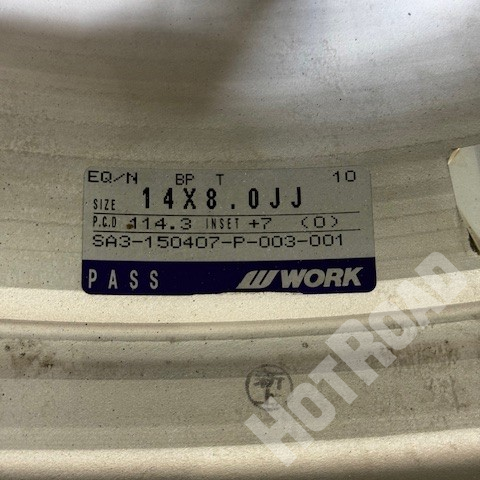 EQ/N BP T 10
SIZE 14X8.0JJ
P.C.D 114.3 INSET +7 (O)
SA3-150407-P-003-001
PASS WORK
HOTROAD